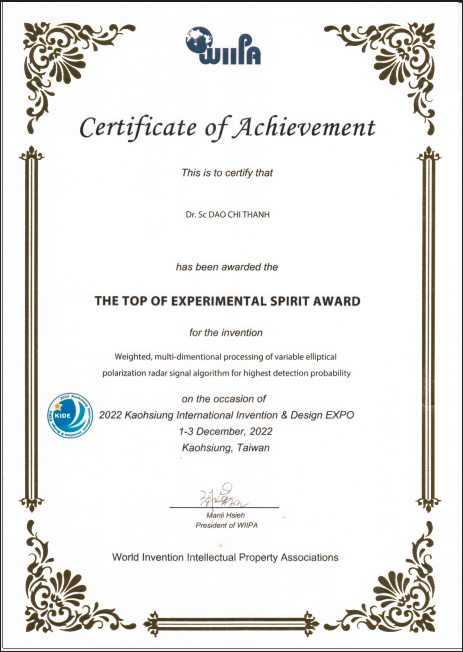 WIIPA
Certificate of Achievement
This is to certify that
Dr. Sc DAO CHI THANH
has been awarded the
THE TOP OF EXPERIMENTAL SPIRIT AWARD
for the invention
Weighted, multi-dimentional processing of variable elliptical
polarization radar signal algorithm for highest detection probability
on the occasion of
KIDE
2022 Kaohsiung International Invention & Design EXPO
1-3 December, 2022
Kaohsiung, Taiwan
Manli Hsieh
President of WIIPA
World Invention Intellectual Property Associations